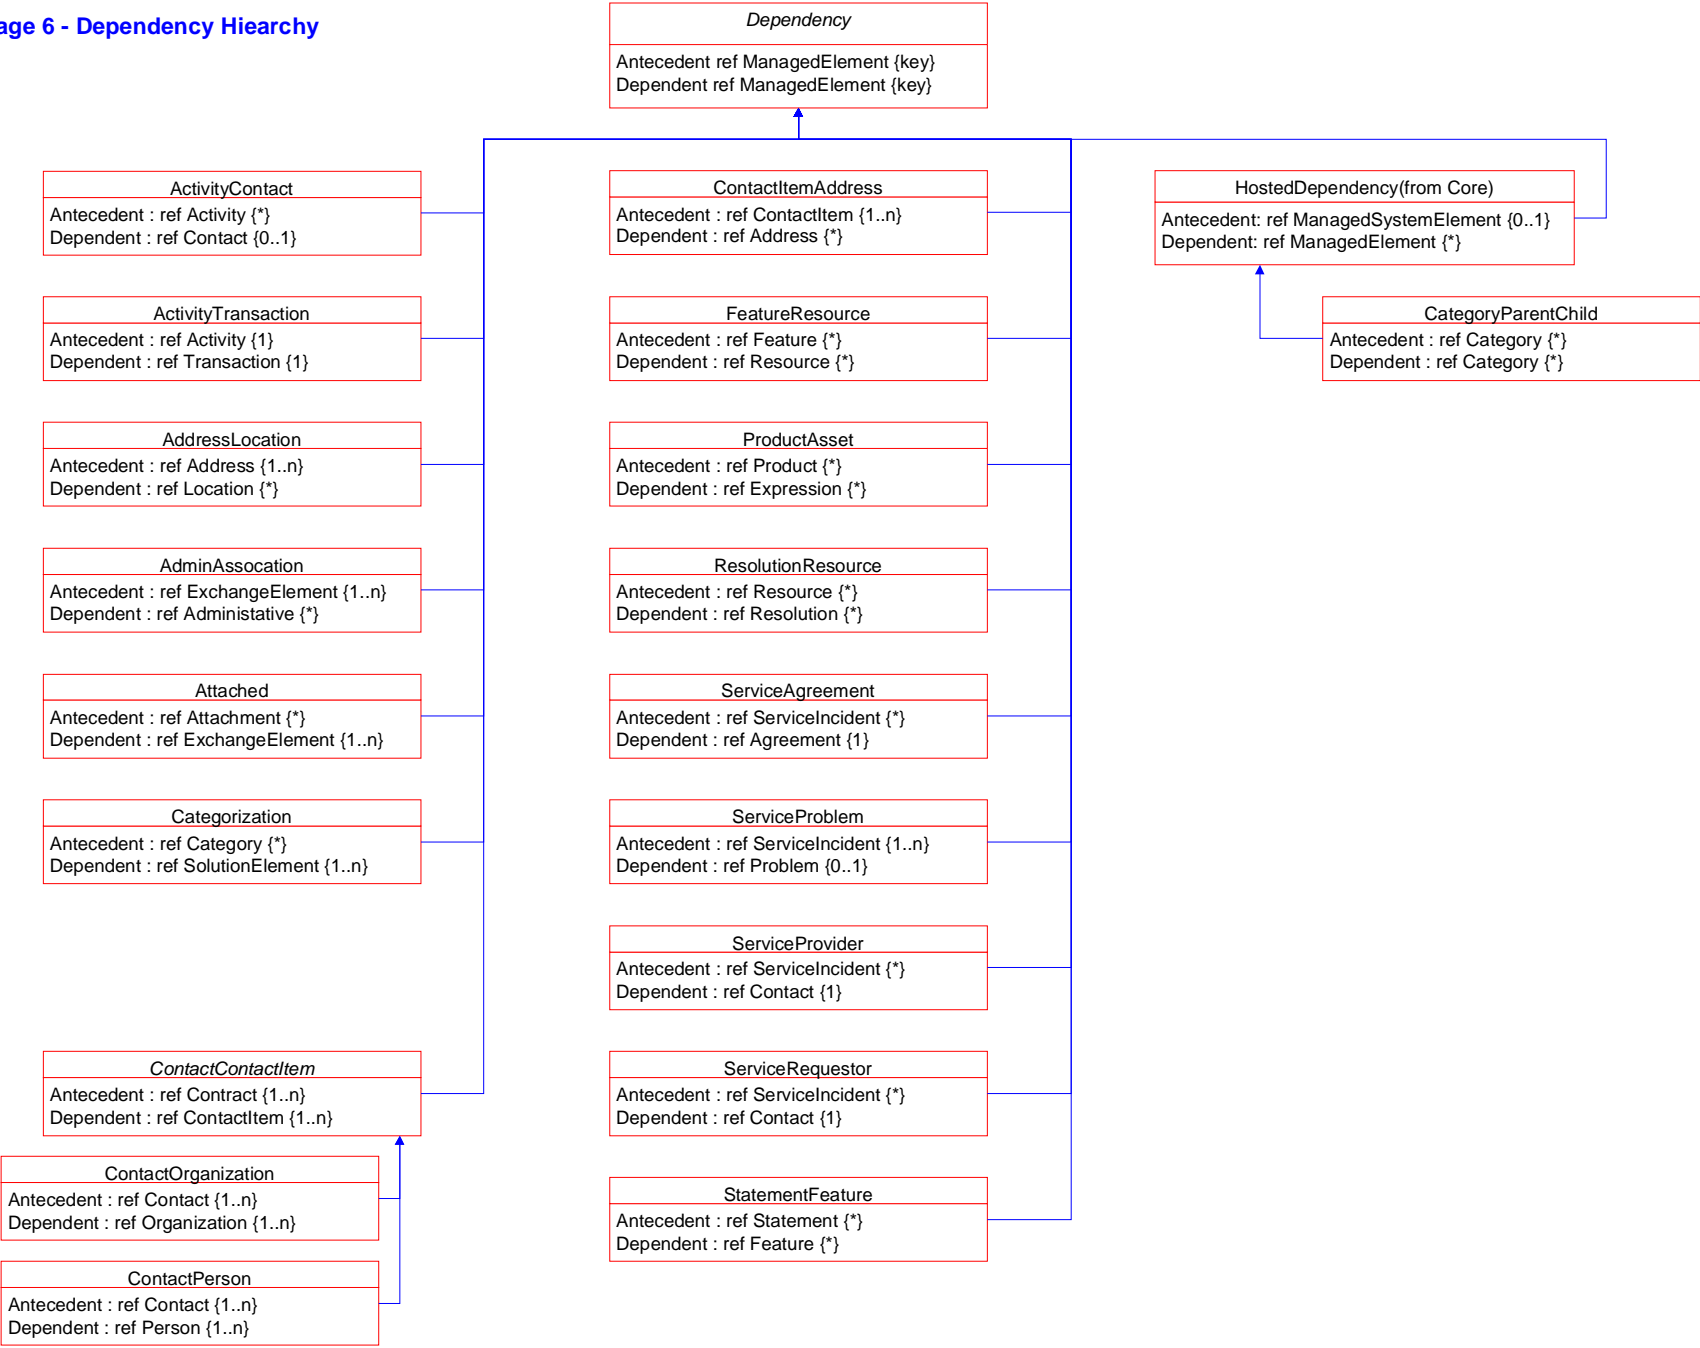 age 6 - Dependency Hiearchy
Dependency
Antecedent ref ManagedElement {key}
Dependent ref ManagedElement {key}
ActivityContact
Antecedent : ref Activity {*}
Dependent : ref Contact {0..1}
ActivityTransaction
Antecedent : ref Activity {1}
Dependent : ref Transaction {1}
AddressLocation
Antecedent : ref Address {1..n}
Dependent : ref Location {*}
AdminAssocation
Antecedent : ref ExchangeElement {1..n}
Dependent : ref Administative {*}
Attached
Antecedent : ref Attachment {*}
Dependent : ref ExchangeElement {1..n}
Categorization
Antecedent : ref Category {*}
Dependent : ref SolutionElement {1..n}
ContactContactItem
Antecedent : ref Contract {1..n}
Dependent : ref ContactItem {1..n}
ContactOrganization
Antecedent : ref Contact {1..n}
Dependent : ref Organization {1..n}
ContactPerson
Antecedent : ref Contact {1..n}
Dependent : ref Person {1..n}
ContactItemAddress
Antecedent : ref ContactItem {1..n}
Dependent : ref Address {*}
FeatureResource
Antecedent : ref Feature {*}
Dependent : ref Resource {*}
ProductAsset
Antecedent : ref Product {*}
Dependent : ref Expression {*}
ResolutionResource
Antecedent : ref Resource {*}
Dependent : ref Resolution {*}
ServiceAgreement
Antecedent : ref ServiceIncident {*}
Dependent : ref Agreement {1}
ServiceProblem
Antecedent : ref ServiceIncident {1..n}
Dependent : ref Problem {0..1}
ServiceProvider
Antecedent : ref ServiceIncident {*}
Dependent : ref Contact {1}
ServiceRequestor
Antecedent : ref ServiceIncident {*}
Dependent : ref Contact {1}
StatementFeature
Antecedent : ref Statement {*}
Dependent : ref Feature {*}
HostedDependency(from Core)
Antecedent: ref ManagedSystemElement {0..1}
Dependent: ref ManagedElement {*}
CategoryParentChild
Antecedent : ref Category {*}
Dependent : ref Category {*}